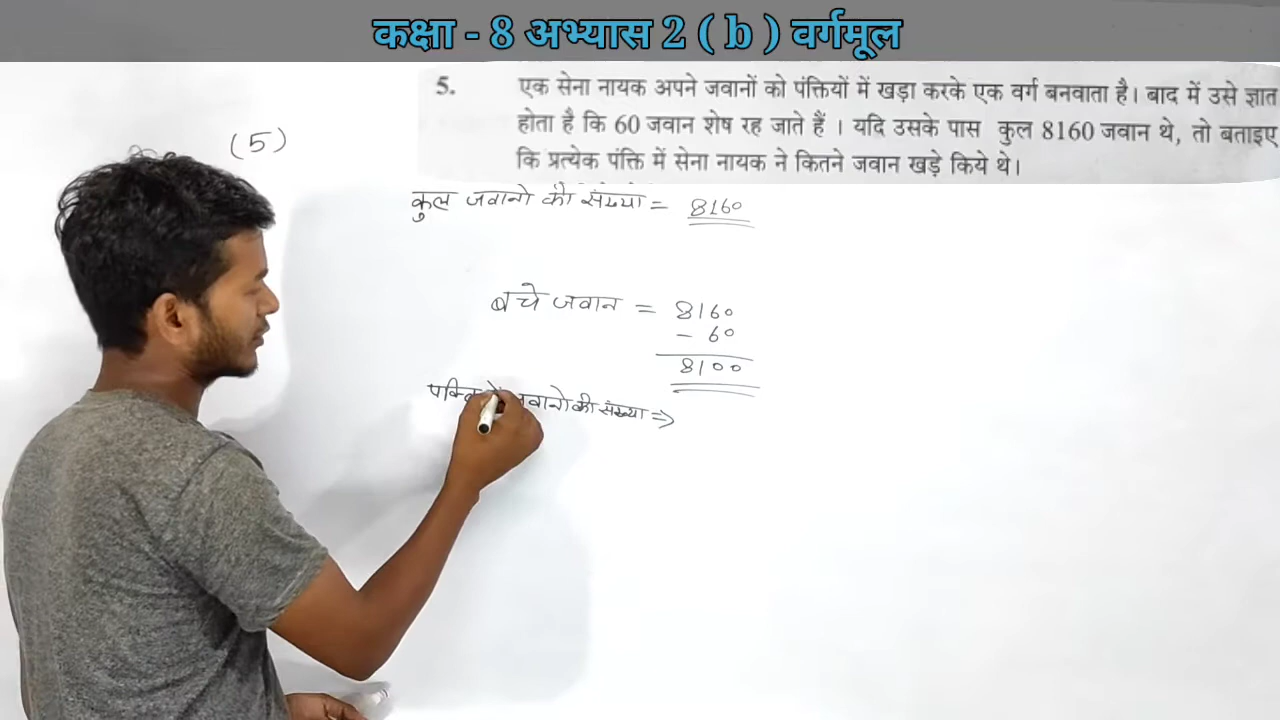 कक्षा - 8 अभ्यास 2 ( b ) वर्गमूल
5. एक सेना नायक अपने जवानों को पंक्तियों में खड़ा करके एक वर्ग बनवाता है। बाद में उसे ज्ञात
होता है कि 60 जवान शेष रह जाते हैं । यदि उसके पास कुल 8160 जवान थे, तो बताइए
कि प्रत्येक पंक्ति में सेना नायक ने कितने जवान खड़े किये थे।
(5)
कुल जवानो की संख्या = 8160
बचे जवान = 8160
- 60
8100
जवानो की संख्या ⇒